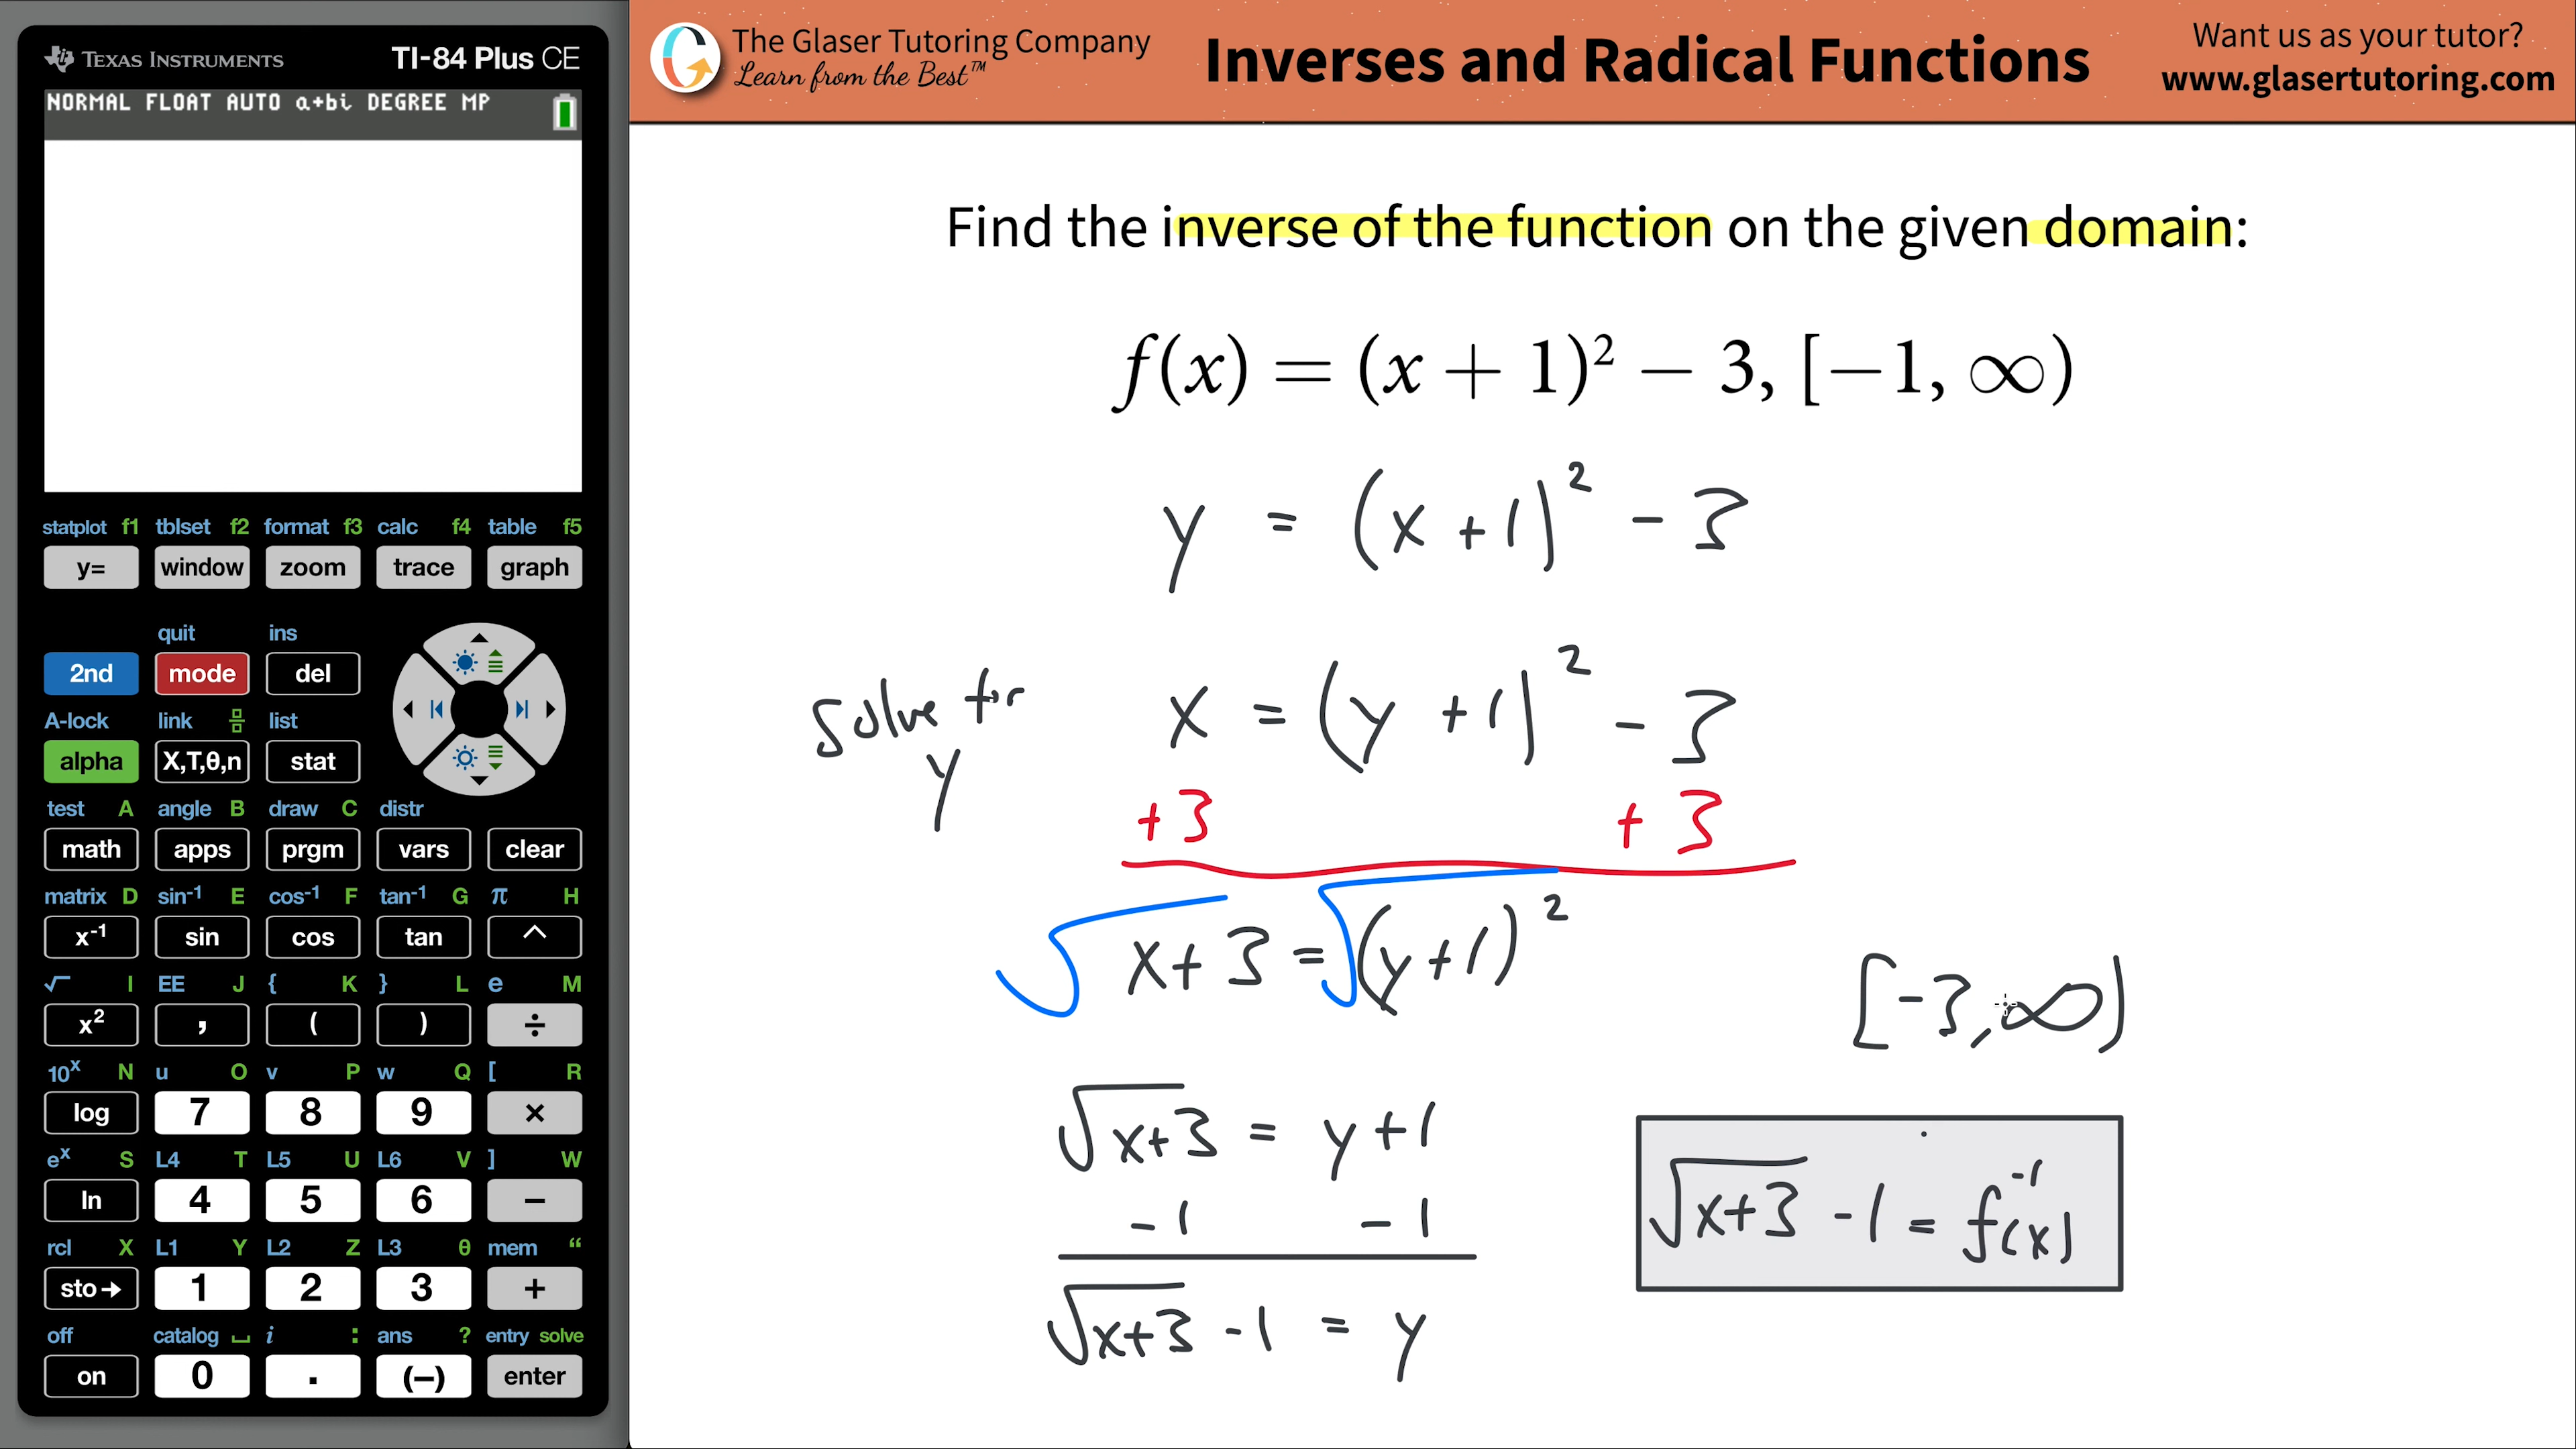 TEXAS INSTRUMENTS TI-84 Plus CE
NORMAL FLOAT AUTO a+bi DEGREE MP
statplot f1 tblset f2 format f3 calc f4 table f5
y= window zoom trace graph
quit ins
2nd mode del
A-lock link list
alpha X,T,θ,n stat
test A angle B draw C distr
math apps prgm vars clear
matrix D sin⁻¹ E cos⁻¹ F tan⁻¹ G π H
x⁻¹ sin cos tan ^
√ I EE J { K } L e M
x² , ( ) ÷
10ˣ N u O v P w Q [ R
log 7 8 9 ×
eˣ S L4 T L5 U L6 V ] W
ln 4 5 6 −
rcl X L1 Y L2 Z L3 θ mem “
sto→ 1 2 3 +
off catalog ⎵ i : ans ? entry solve
on 0 . (−) enter
The Glaser Tutoring Company
Learn from the Best™
Inverses and Radical Functions
Want us as your tutor?
www.glasertutoring.com
Find the inverse of the function on the given domain:
f(x) = (x + 1)² − 3, [−1, ∞)
y = (x+1)² - 3
solve for
y
x = (y+1)² - 3
+3 +3
√x+3 = √(y+1)²
[-3,∞)
√x+3 = y+1
-1 -1
√x+3 -1 = y
√x+3 -1 = f⁻¹(x)